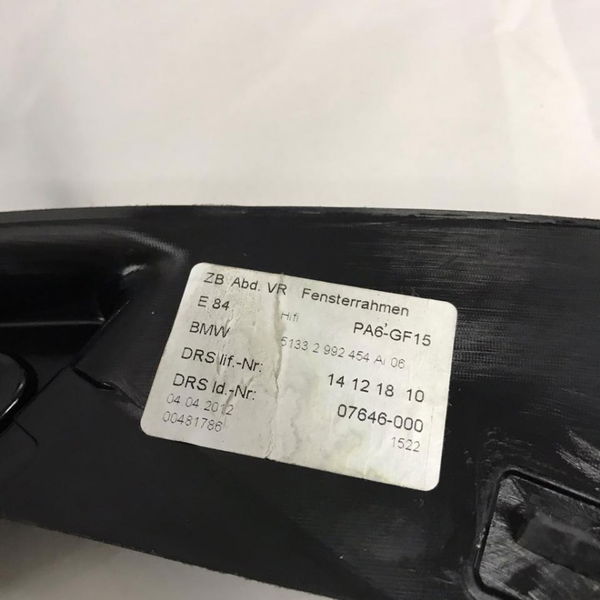 ZB Abd. VR Fensterrahmen
E 84 Hifi PA6-GF15
BMW 5133 2 992 454 Ai 06
DRS lif.-Nr: 14 12 18 10
DRS ld.-Nr: 07646-000
04.04.2012 1522
00481786